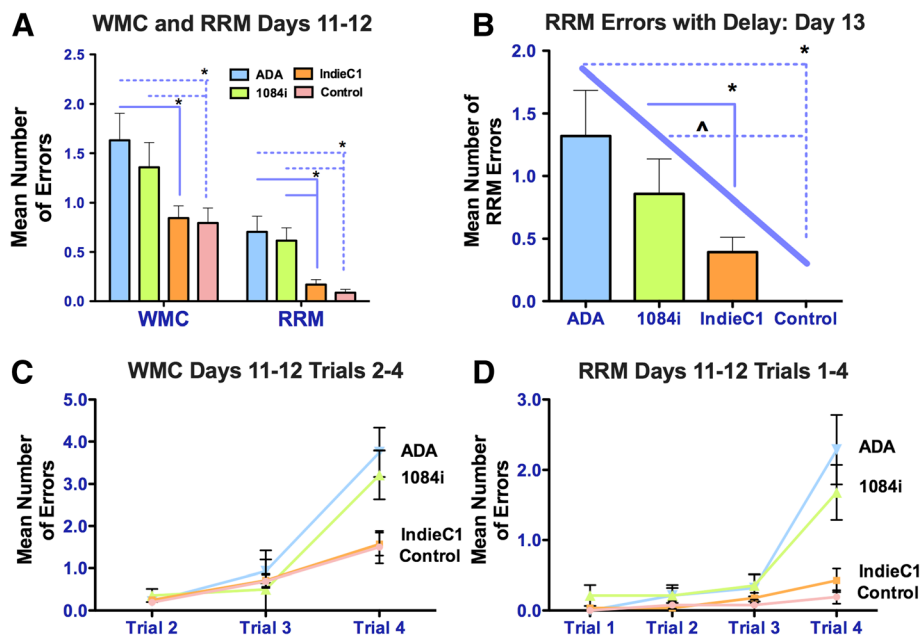 A
WMC and RRM Days 11-12
Mean Number
of Errors
2.5
2.0
1.5
1.0
0.5
0.0
ADA
IndieC1
1084i
Control
*
*
*
*
WMC
RRM
B
RRM Errors with Delay: Day 13
Mean Number of
RRM Errors
2.0
1.5
1.0
0.5
0.0
*
*
^
ADA
1084i
IndieC1
Control
C
WMC Days 11-12 Trials 2-4
Mean Number
of Errors
5.0
4.0
3.0
2.0
1.0
0.0
ADA
1084i
IndieC1
Control
Trial 2
Trial 3
Trial 4
D
RRM Days 11-12 Trials 1-4
Mean Number
of Errors
3.0
2.0
1.0
0.0
ADA
1084i
IndieC1
Control
Trial 1
Trial 2
Trial 3
Trial 4